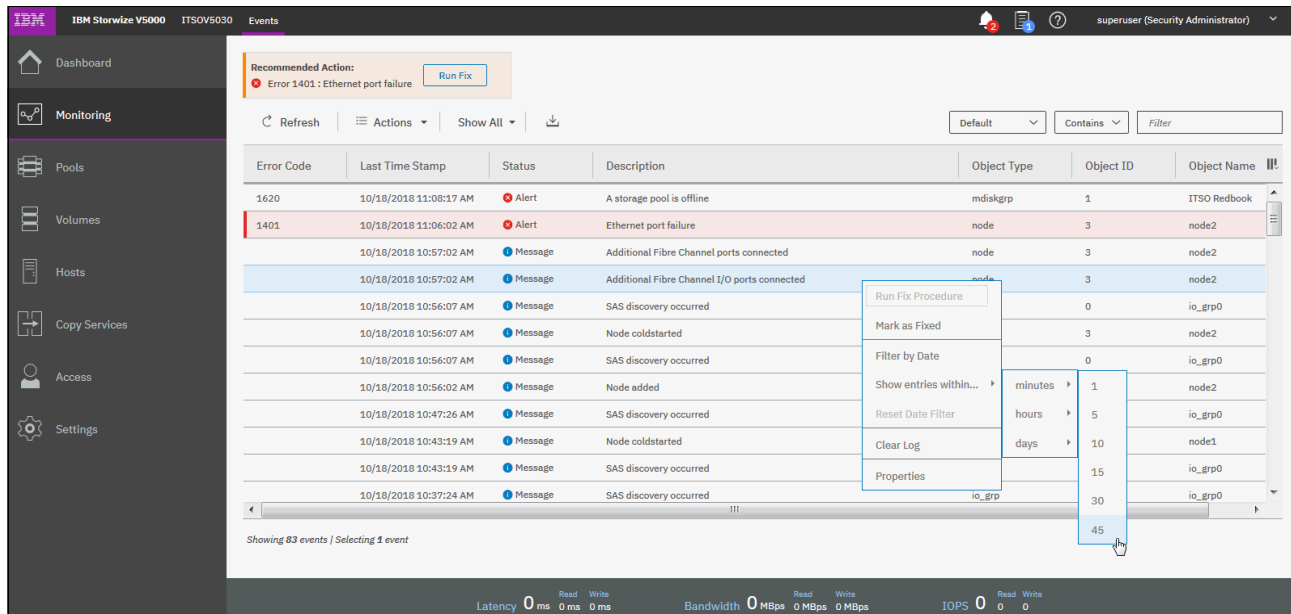 IBM IBM Storwize V5000 ITSOV5030 Events 2 1 ? superuser (Security Administrator)
Dashboard
Monitoring
Pools
Volumes
Hosts
Copy Services
Access
Settings
Recommended Action:
Error 1401 : Ethernet port failure Run Fix
Refresh Actions Show All Default Contains Filter
Error Code Last Time Stamp Status Description Object Type Object ID Object Name
1620 10/18/2018 11:08:17 AM Alert A storage pool is offline mdiskgrp 1 ITSO Redbook
1401 10/18/2018 11:06:02 AM Alert Ethernet port failure node 3 node2
10/18/2018 10:57:02 AM Message Additional Fibre Channel ports connected node 3 node2
10/18/2018 10:57:02 AM Message Additional Fibre Channel I/O ports connected node 3 node2
10/18/2018 10:56:07 AM Message SAS discovery occurred 0 io_grp0
10/18/2018 10:56:07 AM Message Node coldstarted 3 node2
10/18/2018 10:56:07 AM Message SAS discovery occurred 0 io_grp0
10/18/2018 10:56:02 AM Message Node added node2
10/18/2018 10:47:26 AM Message SAS discovery occurred io_grp0
10/18/2018 10:43:19 AM Message Node coldstarted node1
10/18/2018 10:43:19 AM Message SAS discovery occurred io_grp0
10/18/2018 10:37:24 AM Message SAS discovery occurred io_grp io_grp0
Run Fix Procedure
Mark as Fixed
Filter by Date
Show entries within...
Reset Date Filter
Clear Log
Properties
minutes
hours
days
1
5
10
15
30
45
Showing 83 events | Selecting 1 event
Latency 0 ms Read 0 ms Write 0 ms Bandwidth 0 MBps Read 0 MBps Write 0 MBps IOPS 0 Read 0 Write 0